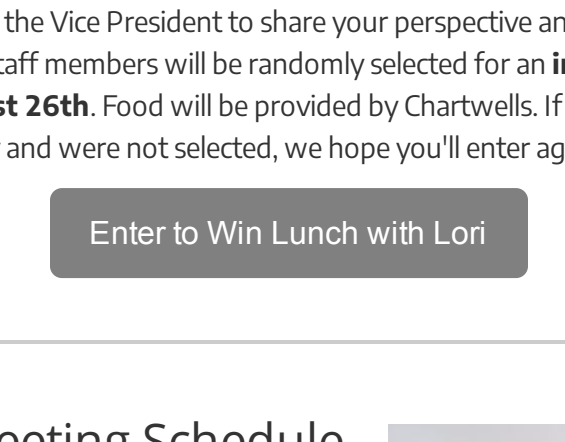 the Vice President to share your perspective an
taff members will be randomly selected for an
st 26th. Food will be provided by Chartwells. If
and were not selected, we hope you'll enter ag
Enter to Win Lunch with Lori
eeting Schedule